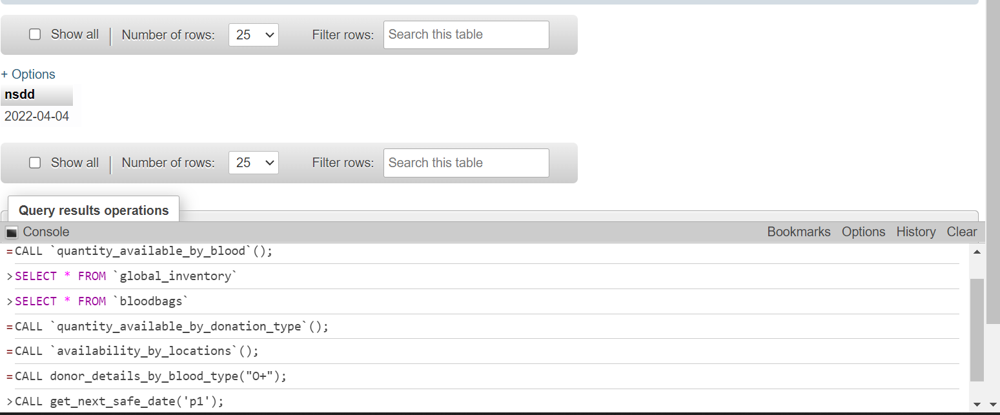 Show all Number of rows: 25 Filter rows: Search this table
+ Options
nsdd
2022-04-04
Show all Number of rows: 25 Filter rows: Search this table
Query results operations
Console Bookmarks Options History Clear
=CALL `quantity_available_by_blood`();
>SELECT * FROM `global_inventory`
>SELECT * FROM `bloodbags`
=CALL `quantity_available_by_donation_type`();
=CALL `availability_by_locations`();
=CALL donor_details_by_blood_type("O+");
>CALL get_next_safe_date('p1');